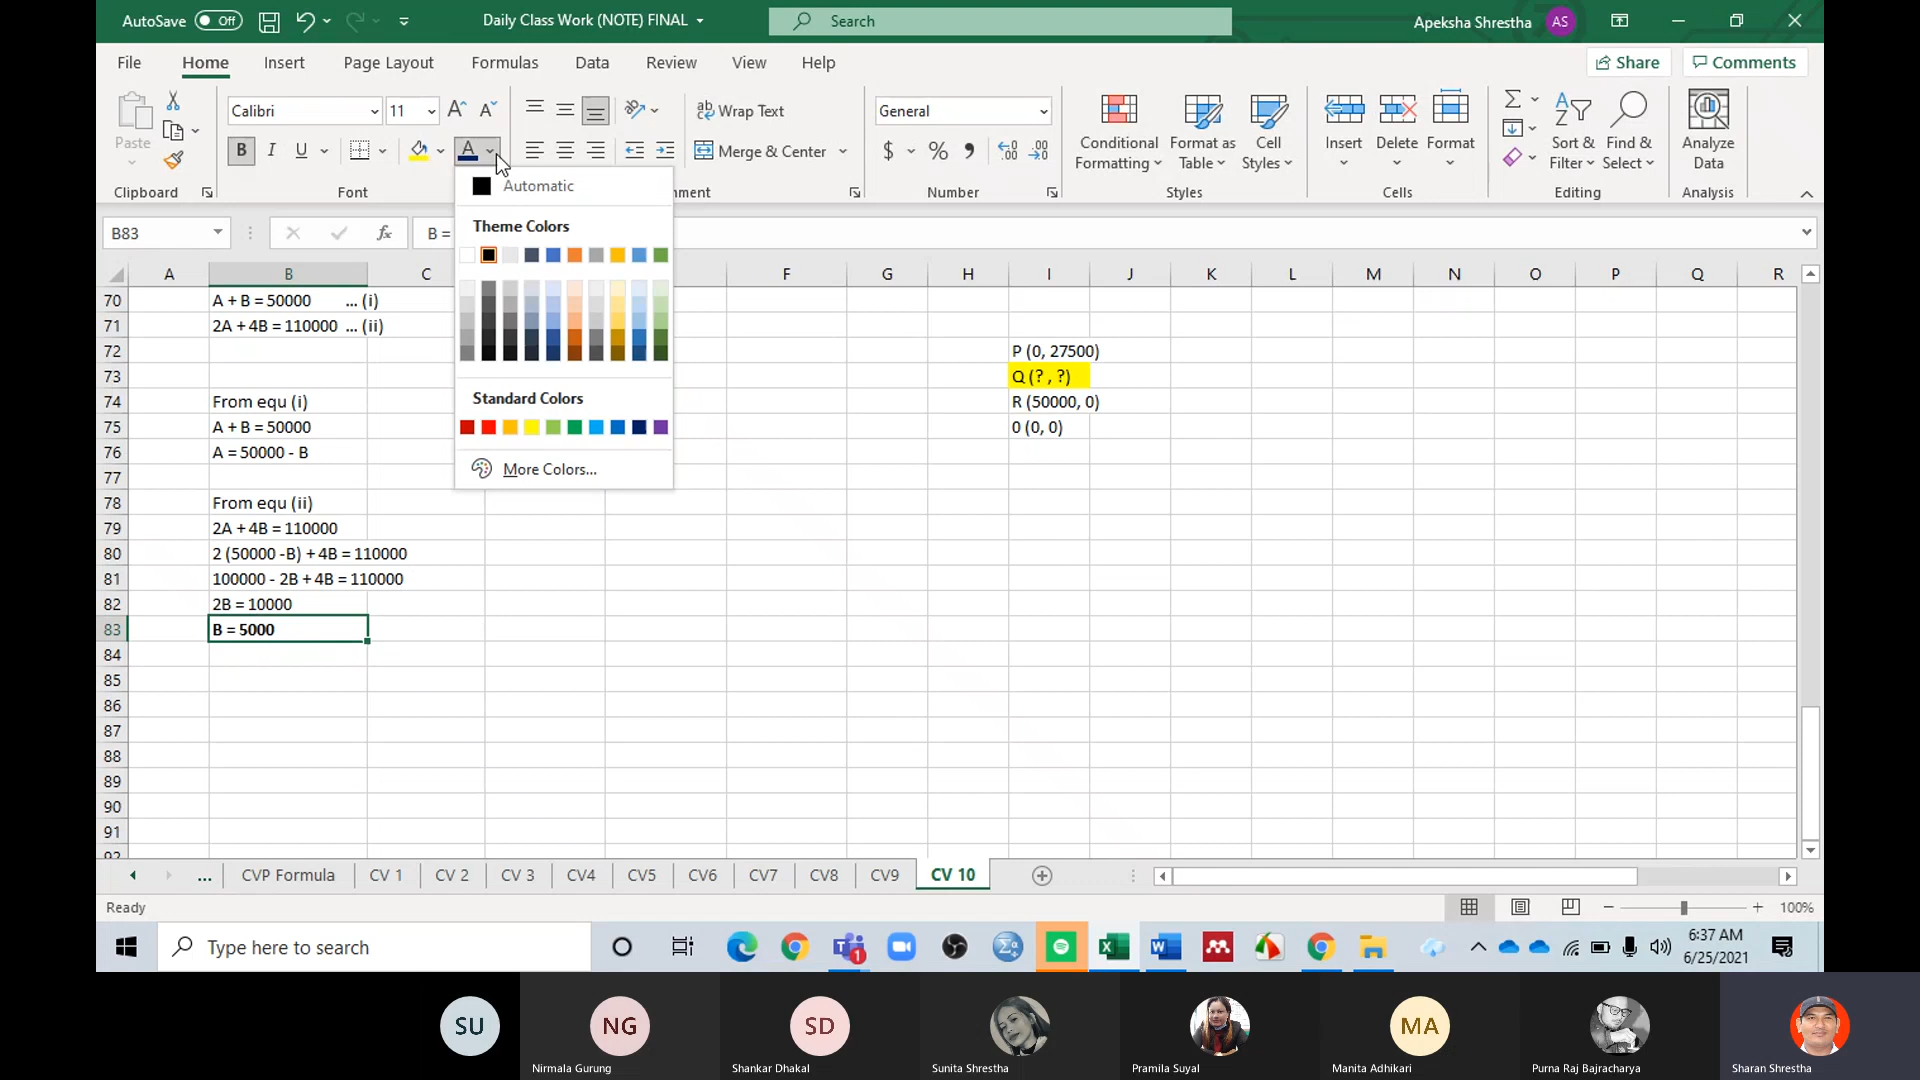 AutoSave Off
Daily Class Work (NOTE) FINAL
Search
Apeksha Shrestha AS
File Home Insert Page Layout Formulas Data Review View Help
Share Comments
Paste
Clipboard
Calibri 11
B I U A
Font
Wrap Text
Merge & Center
nment
General
$ %
Number
Conditional Formatting
Format as Table
Cell Styles
Styles
Insert Delete Format
Cells
Sort & Filter
Find & Select
Editing
Analyze Data
Analysis
B83 fx B =
Automatic
Theme Colors
Standard Colors
More Colors...
A B C F G H I J K L M N O P Q R
70 A + B = 50000 ... (i)
71 2A + 4B = 110000 ... (ii)
72 P (0, 27500)
73 Q (? , ?)
74 From equ (i) R (50000, 0)
75 A + B = 50000 0 (0, 0)
76 A = 50000 - B
77
78 From equ (ii)
79 2A + 4B = 110000
80 2 (50000 -B) + 4B = 110000
81 100000 - 2B + 4B = 110000
82 2B = 10000
83 B = 5000
84
85
86
87
88
89
90
91
92
... CVP Formula CV 1 CV 2 CV 3 CV4 CV5 CV6 CV7 CV8 CV9 CV 10
Ready
100%
Type here to search
1
6:37 AM
6/25/2021
SU NG SD MA
Nirmala Gurung Shankar Dhakal Sunita Shrestha Pramila Suyal Manita Adhikari Purna Raj Bajracharya Sharan Shrestha